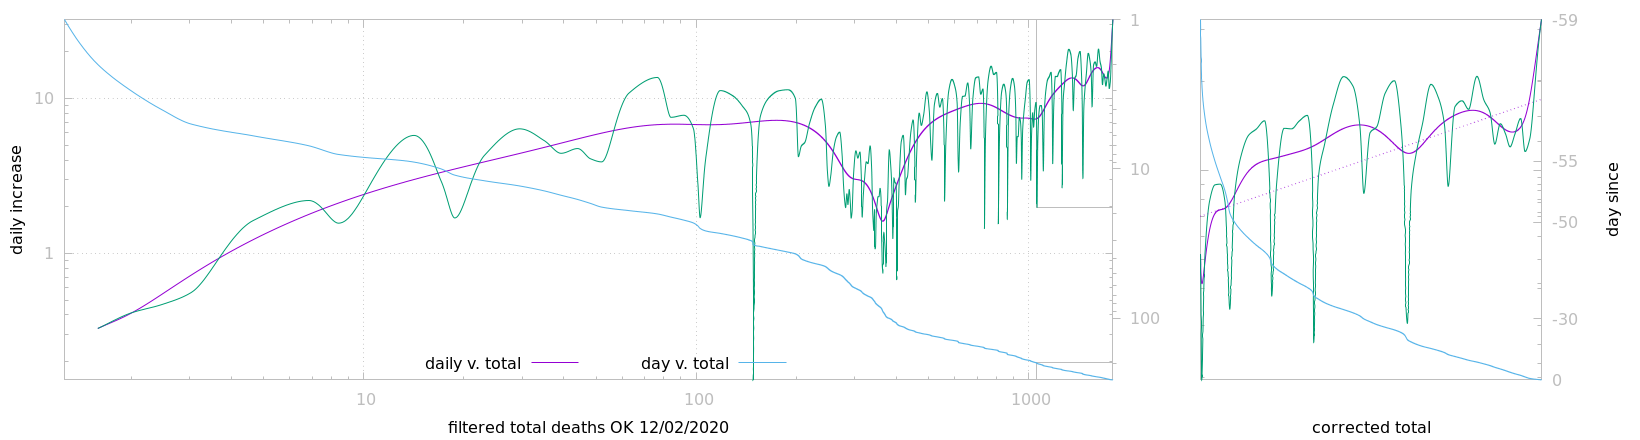 daily increase
10
1
daily v. total
day v. total
10
100
1000
filtered total deaths OK 12/02/2020
1
10
100
-59
-55
-50
-30
0
day since
corrected total